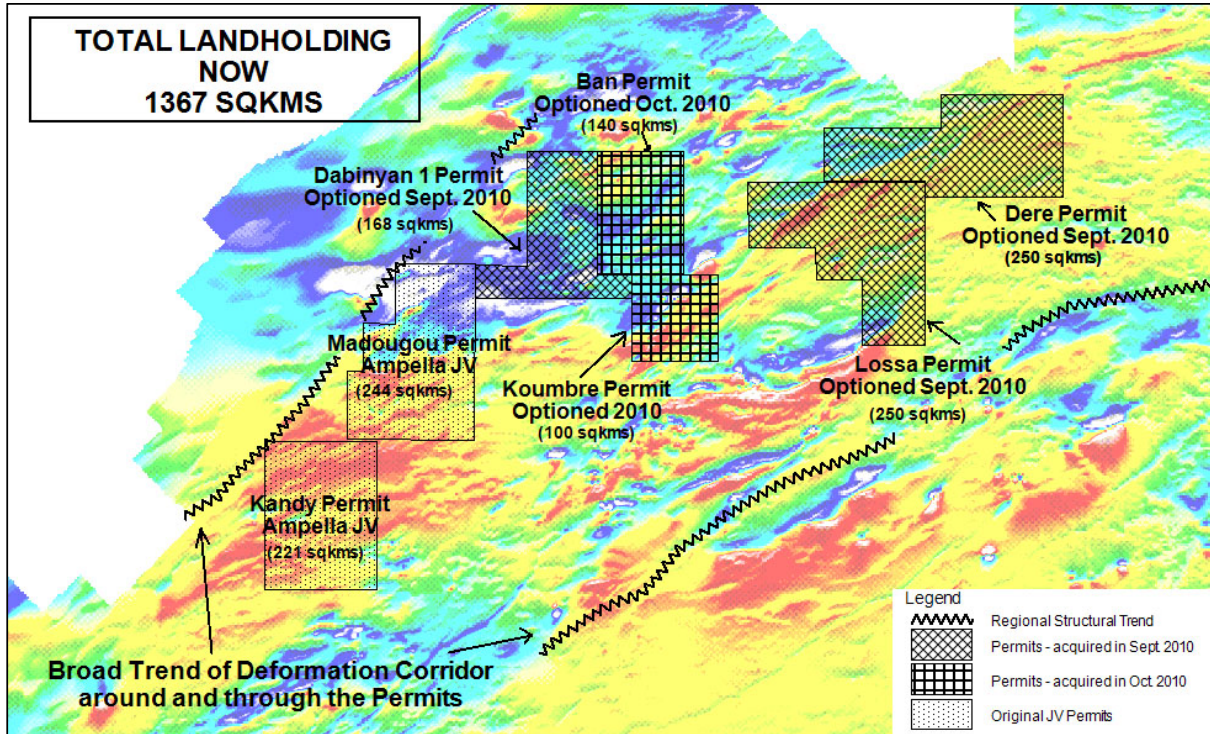 TOTAL LANDHOLDING
NOW
1367 SQKMS
Ban Permit
Optioned Oct. 2010
(140 sqkms)
Dabinyan 1 Permit
Optioned Sept. 2010
(168 sqkms)
Dere Permit
Optioned Sept. 2010
(250 sqkms)
Madougou Permit
Ampella JV
(244 sqkms)
Koumbre Permit
Optioned 2010
(100 sqkms)
Lossa Permit
Optioned Sept. 2010
(250 sqkms)
Kandy Permit
Ampella JV
(221 sqkms)
Broad Trend of Deformation Corridor
around and through the Permits
Legend
Regional Structural Trend
Permits - acquired in Sept. 2010
Permits - acquired in Oct. 2010
Original JV Permits